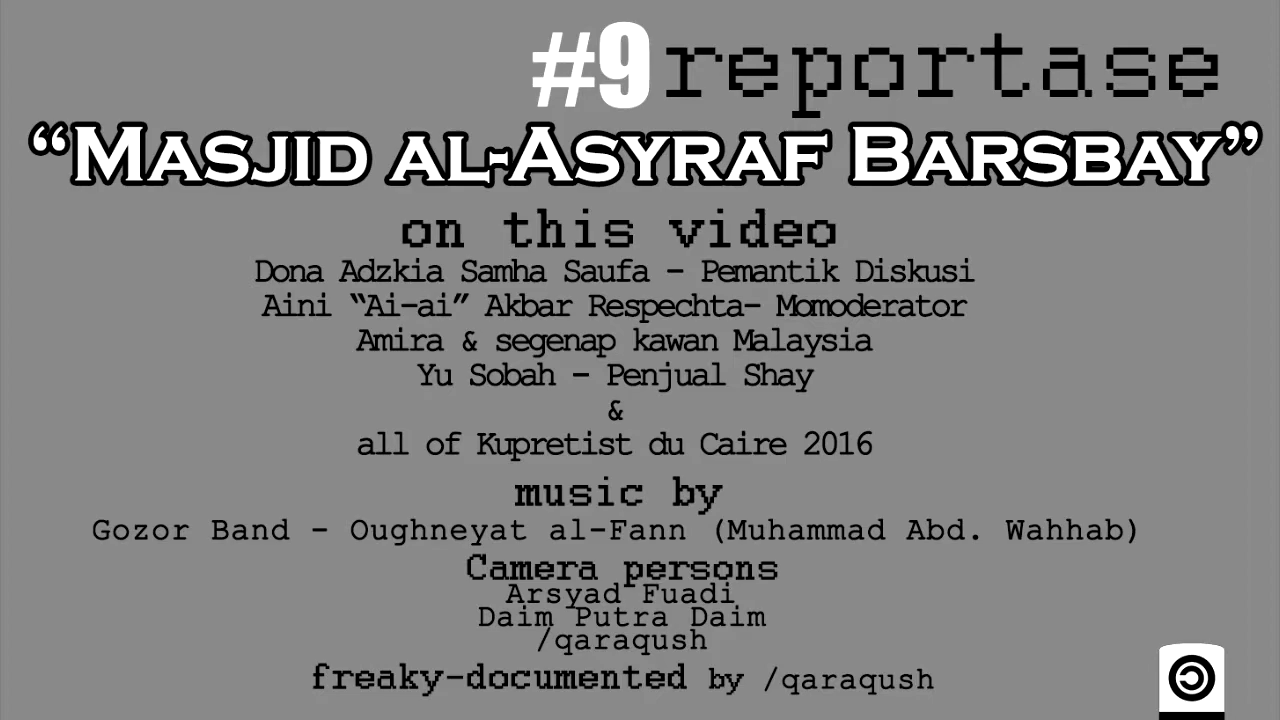 #9reportase
“MASJID AL-ASYRAF BARSBAY”
on this video
Dona Adzkia Samha Saufa – Pemantik Diskusi
Aini “Ai-ai” Akbar Respechta– Momoderator
Amira & segenap kawan Malaysia
Yu Sobah – Penjual Shay
&
all of Kupretist du Caire 2016
music by
Gozor Band - Oughneyat al-Fann (Muhammad Abd. Wahhab)
Camera persons
Arsyad Fuadi
Daim Putra Daim
/qaraqush
freaky-documented by /qaraqush